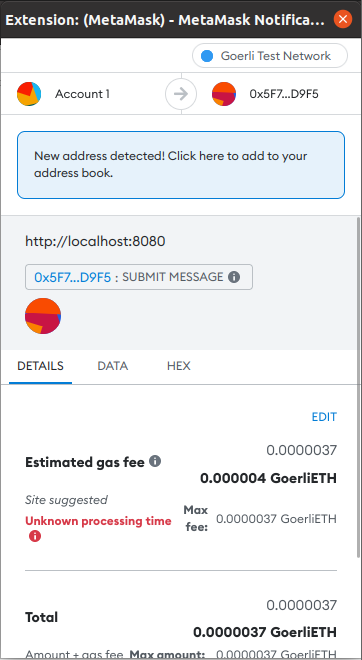 Extension: (MetaMask) - MetaMask Notifica...
Goerli Test Network
Account 1
0x5F7...D9F5
New address detected! Click here to add to your
address book.
http://localhost:8080
0x5F7...D9F5 : SUBMIT MESSAGE
DETAILS
DATA
HEX
EDIT
0.0000037
Estimated gas fee
0.000004 GoerliETH
Site suggested
Unknown processing time
Max
fee:
0.0000037 GoerliETH
0.0000037
Total
0.0000037 GoerliETH
Amount + gas fee
Max amount:
0.0000037 GoerliETH